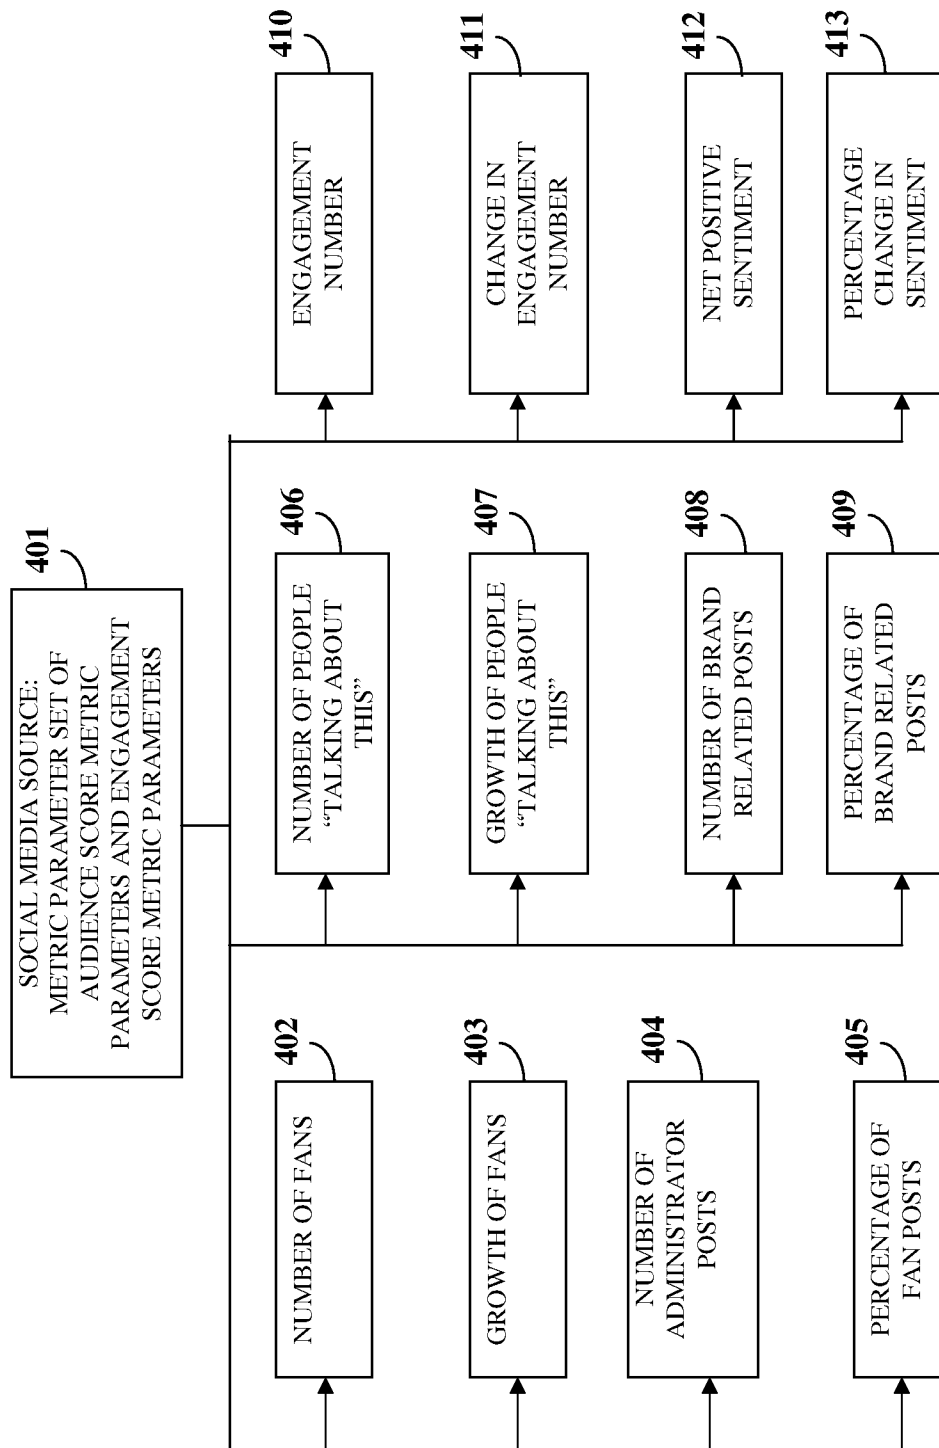 401
SOCIAL MEDIA SOURCE:
METRIC PARAMETER SET OF
AUDIENCE SCORE METRIC
PARAMETERS AND ENGAGEMENT
SCORE METRIC PARAMETERS
402
NUMBER OF FANS
403
GROWTH OF FANS
404
NUMBER OF
ADMINISTRATOR
POSTS
405
PERCENTAGE OF
FAN POSTS
406
NUMBER OF PEOPLE
“TALKING ABOUT
THIS”
407
GROWTH OF PEOPLE
“TALKING ABOUT
THIS”
408
NUMBER OF BRAND
RELATED POSTS
409
PERCENTAGE OF
BRAND RELATED
POSTS
410
ENGAGEMENT
NUMBER
411
CHANGE IN
ENGAGEMENT
NUMBER
412
NET POSITIVE
SENTIMENT
413
PERCENTAGE
CHANGE IN
SENTIMENT